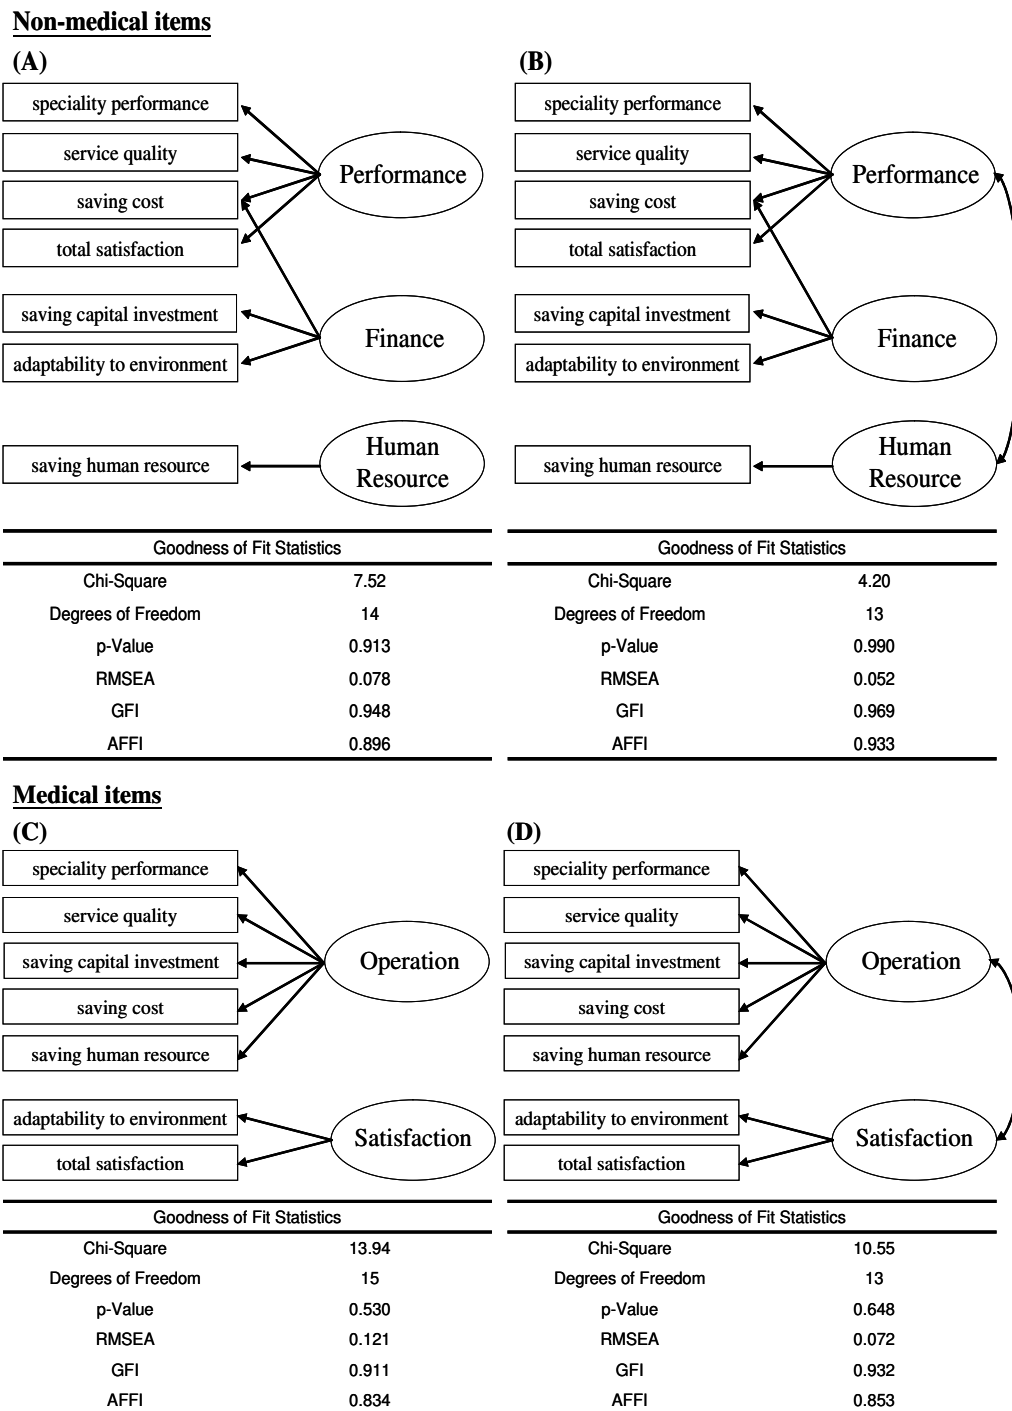 Non-medical items
(A)
speciality performance
service quality
saving cost
total satisfaction
saving capital investment
adaptability to environment
saving human resource
Performance
Finance
Human
Resource
Goodness of Fit Statistics
Chi-Square 7.52
Degrees of Freedom 14
p-Value 0.913
RMSEA 0.078
GFI 0.948
AFFI 0.896
(B)
speciality performance
service quality
saving cost
total satisfaction
saving capital investment
adaptability to environment
saving human resource
Performance
Finance
Human
Resource
Goodness of Fit Statistics
Chi-Square 4.20
Degrees of Freedom 13
p-Value 0.990
RMSEA 0.052
GFI 0.969
AFFI 0.933
Medical items
(C)
speciality performance
service quality
saving capital investment
saving cost
saving human resource
adaptability to environment
total satisfaction
Operation
Satisfaction
Goodness of Fit Statistics
Chi-Square 13.94
Degrees of Freedom 15
p-Value 0.530
RMSEA 0.121
GFI 0.911
AFFI 0.834
(D)
speciality performance
service quality
saving capital investment
saving cost
saving human resource
adaptability to environment
total satisfaction
Operation
Satisfaction
Goodness of Fit Statistics
Chi-Square 10.55
Degrees of Freedom 13
p-Value 0.648
RMSEA 0.072
GFI 0.932
AFFI 0.853